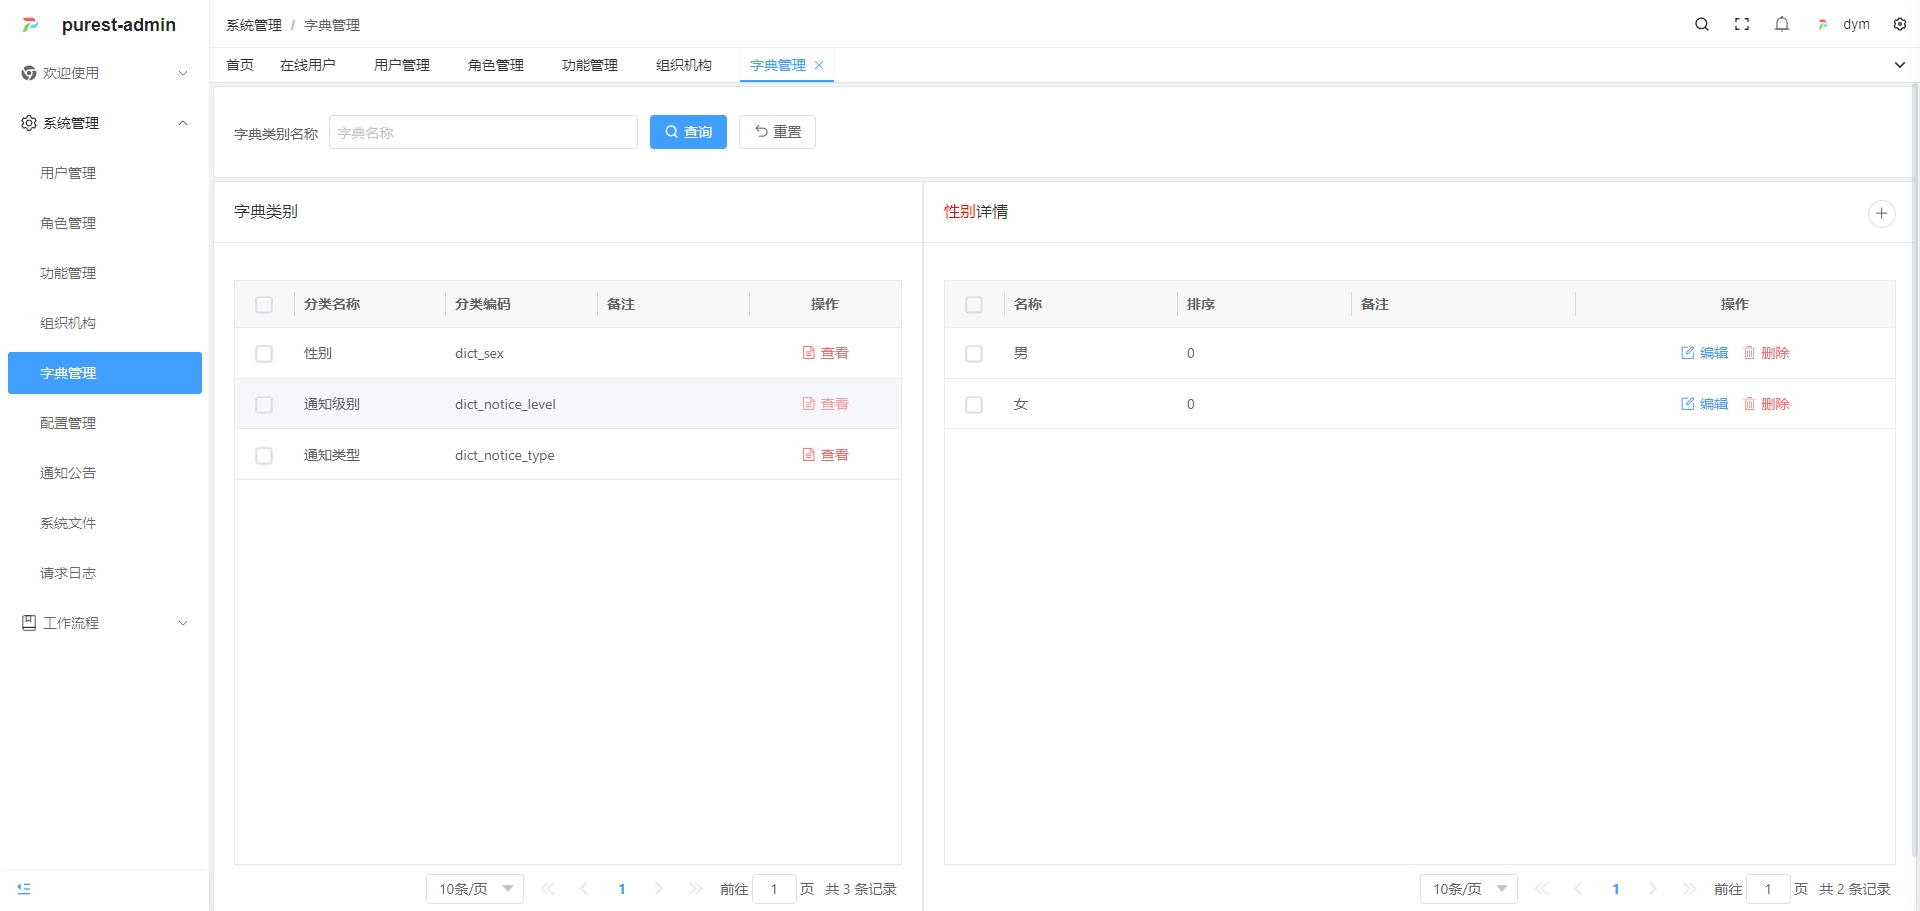 purest-admin
系统管理 / 字典管理
dym
首页 在线用户 用户管理 角色管理 功能管理 组织机构 字典管理
欢迎使用
系统管理
用户管理
角色管理
功能管理
组织机构
字典管理
配置管理
通知公告
系统文件
请求日志
工作流程
字典类别名称 字典名称 查询 重置
字典类别
分类名称 分类编码 备注 操作
性别 dict_sex 查看
通知级别 dict_notice_level 查看
通知类型 dict_notice_type 查看
10条/页 1 前往 1 页 共 3 条记录
性别详情
名称 排序 备注 操作
男 0 编辑 删除
女 0 编辑 删除
10条/页 1 前往 1 页 共 2 条记录